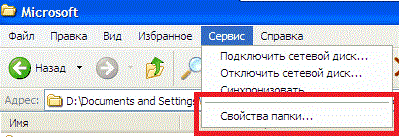 Microsoft
Файл Правка Вид Избранное Сервис Справка
Назад
Подключить сетевой диск...
Отключить сетевой диск...
Синхронизовать
Адрес: D:\Documents and Setting
Свойства папки...
Имя